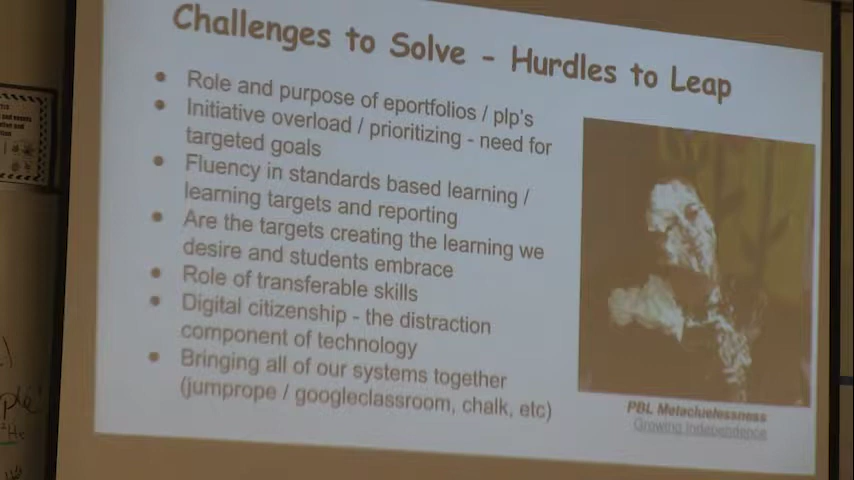 Challenges to Solve - Hurdles to Leap
● Role and purpose of eportfolios / plp's
● Initiative overload / prioritizing - need for
targeted goals
● Fluency in standards based learning /
learning targets and reporting
● Are the targets creating the learning we
desire and students embrace
● Role of transferable skills
● Digital citizenship - the distraction
component of technology
● Bringing all of our systems together
(jumprope / googleclassroom, chalk, etc)
PBL Metacluelessness
Growing Independence